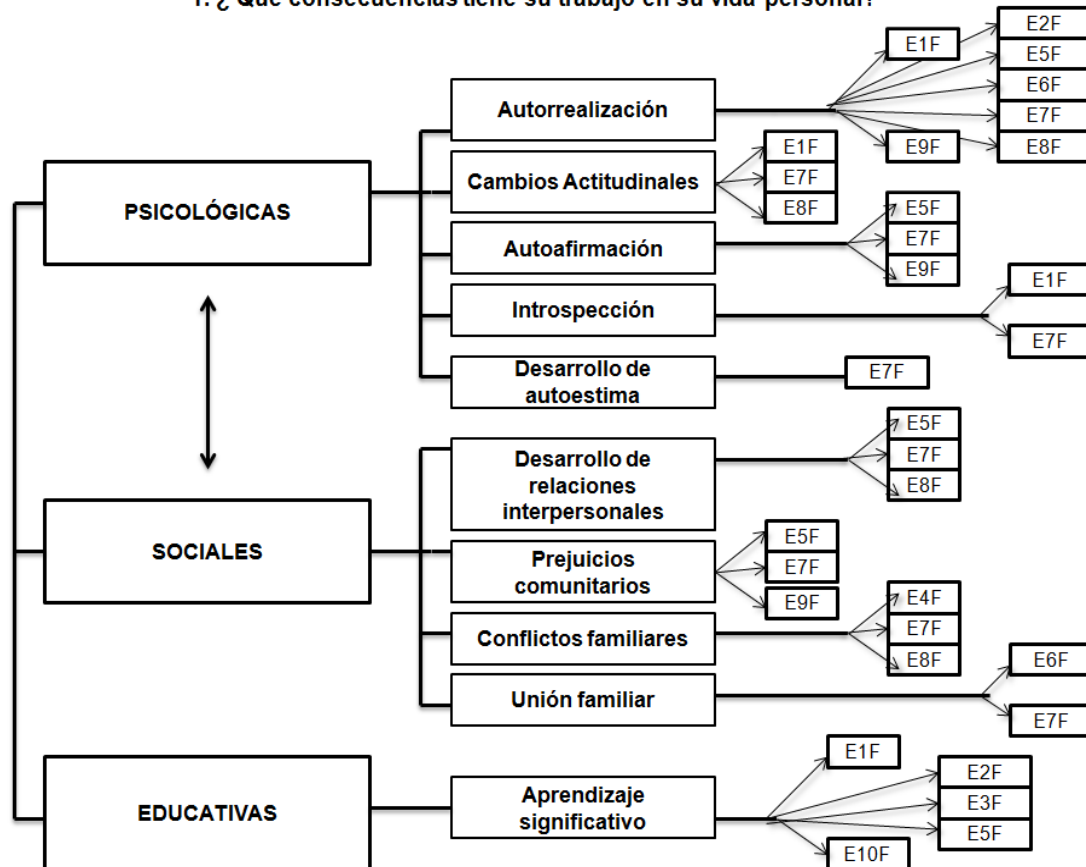 1. ¿ Qué consecuencias tiene su trabajo en su vida personal?
E1F
E2F
E5F
E6F
E7F
E8F
Autorrealización
E9F
E1F
E7F
E8F
Cambios Actitudinales
PSICOLÓGICAS
E5F
E7F
E9F
Autoafirmación
E1F
E7F
Introspección
Desarrollo de
autoestima
E7F
E5F
E7F
E8F
Desarrollo de
relaciones
interpersonales
SOCIALES
E5F
E7F
E9F
Prejuicios
comunitarios
E4F
E7F
E8F
Conflictos familiares
E6F
E7F
Unión familiar
E1F
E2F
E3F
E5F
E10F
Aprendizaje
significativo
EDUCATIVAS